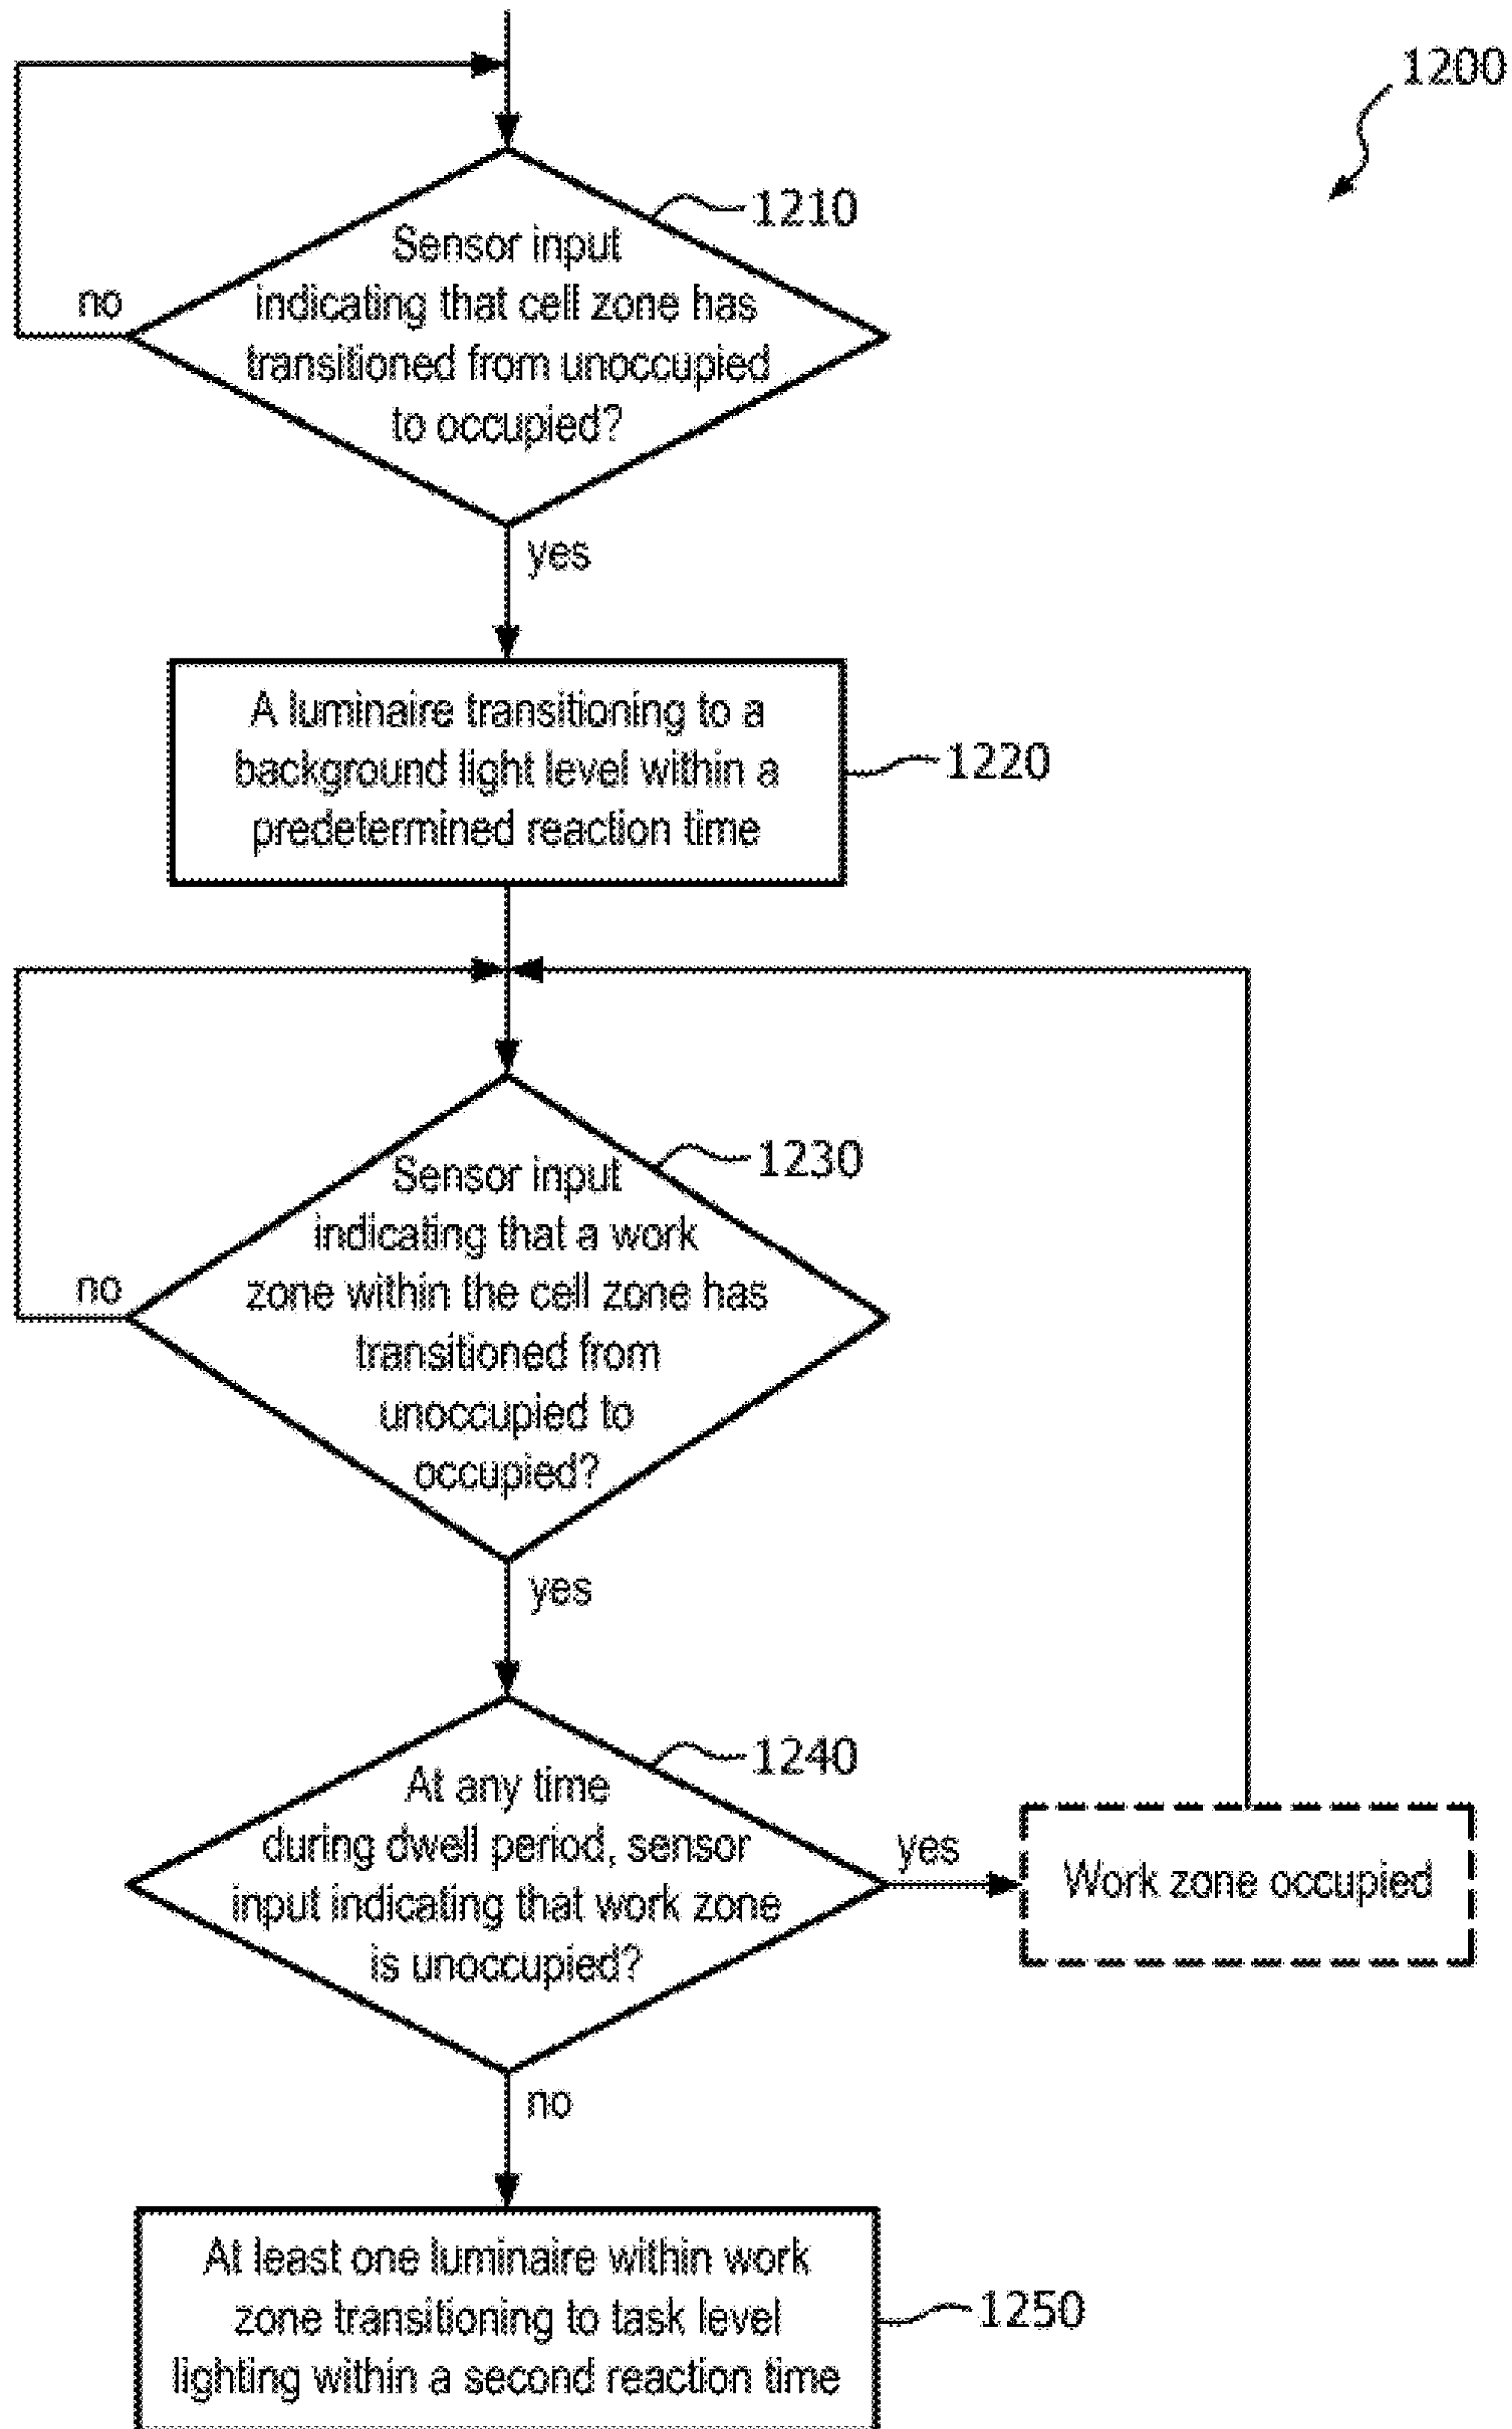 1200
1210
Sensor input
indicating that cell zone has
transitioned from unoccupied
to occupied?
no
yes
A luminaire transitioning to a
background light level within a
predetermined reaction time
1220
1230
Sensor input
indicating that a work
zone within the cell zone has
transitioned from
unoccupied to
occupied?
no
yes
1240
At any time
during dwell period, sensor
input indicating that work zone
is unoccupied?
yes
Work zone occupied
no
At least one luminaire within work
zone transitioning to task level
lighting within a second reaction time
1250